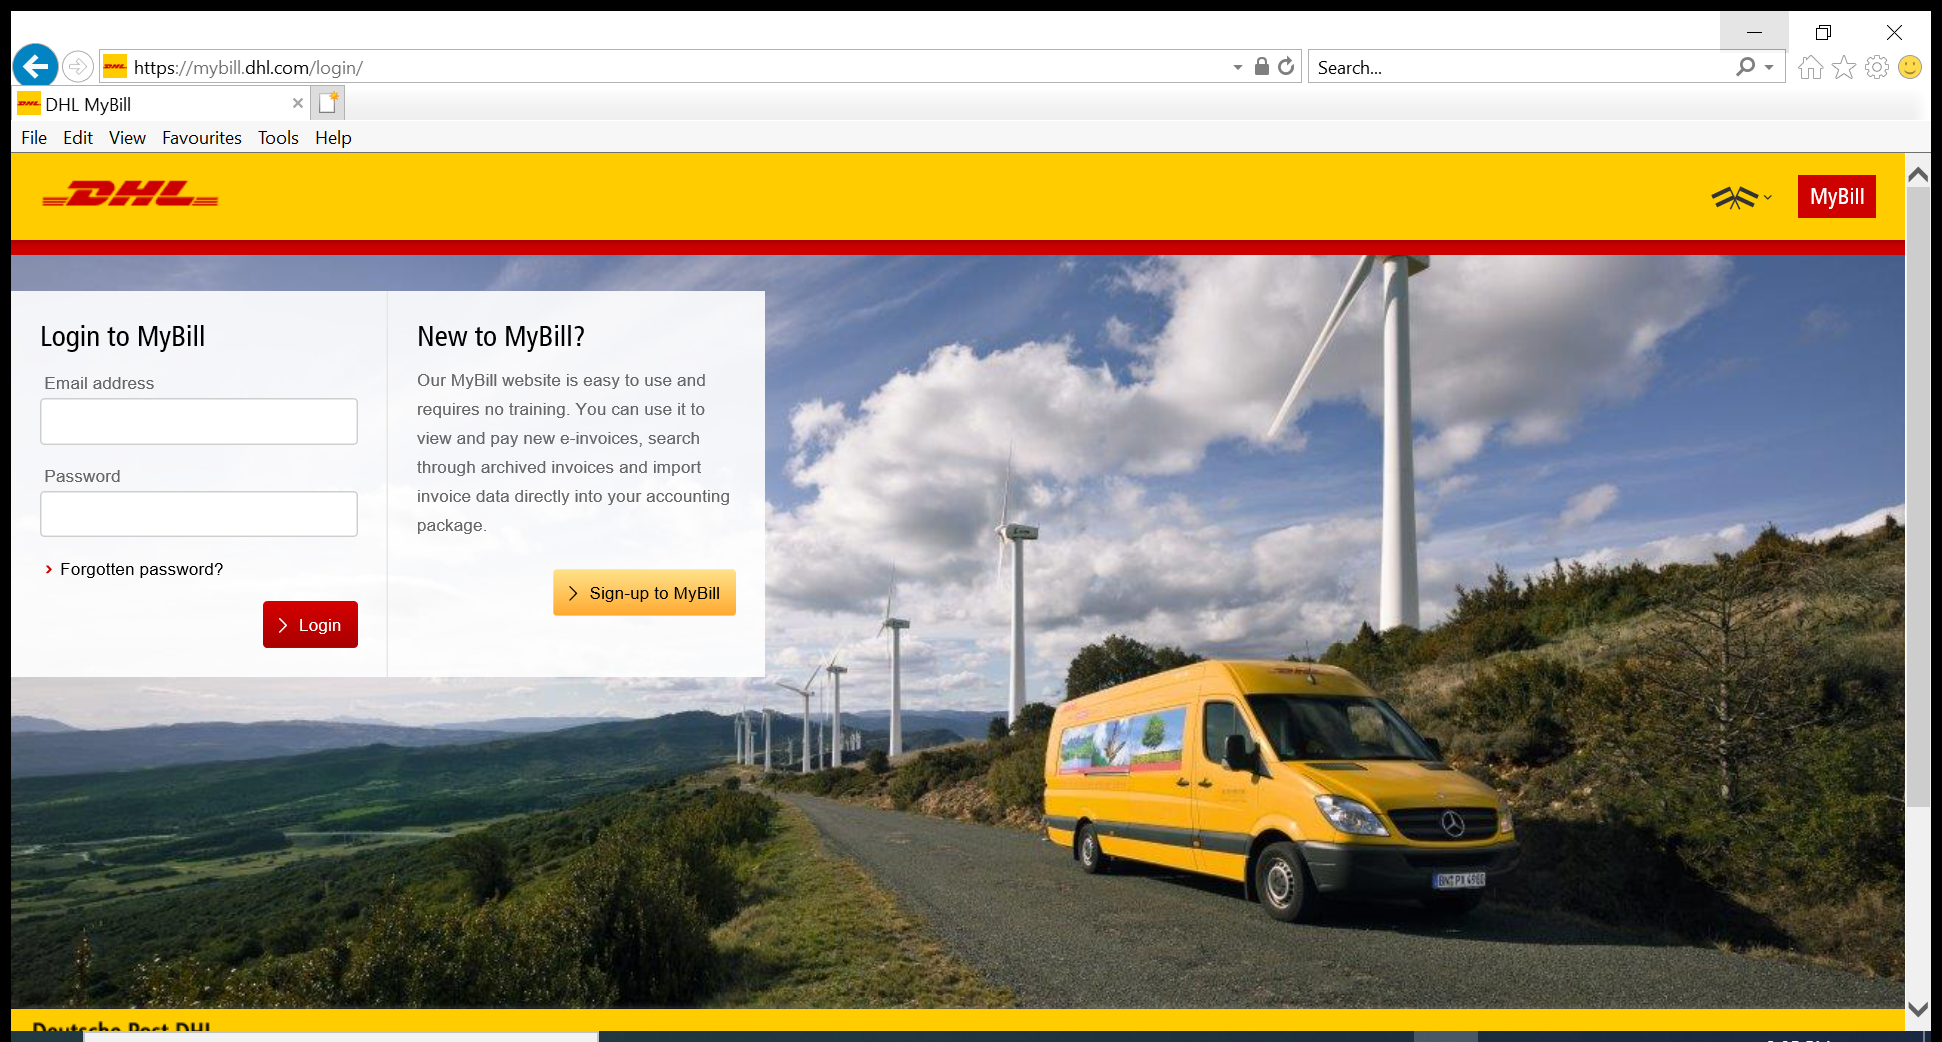 https://mybill.dhl.com/login/
Search...
DHL MyBill
File Edit View Favourites Tools Help
DHL
MyBill
Login to MyBill
Email address
Password
Forgotten password?
Login
New to MyBill?
Our MyBill website is easy to use and
requires no training. You can use it to
view and pay new e-invoices, search
through archived invoices and import
invoice data directly into your accounting
package.
Sign-up to MyBill
Deutsche Post DHL